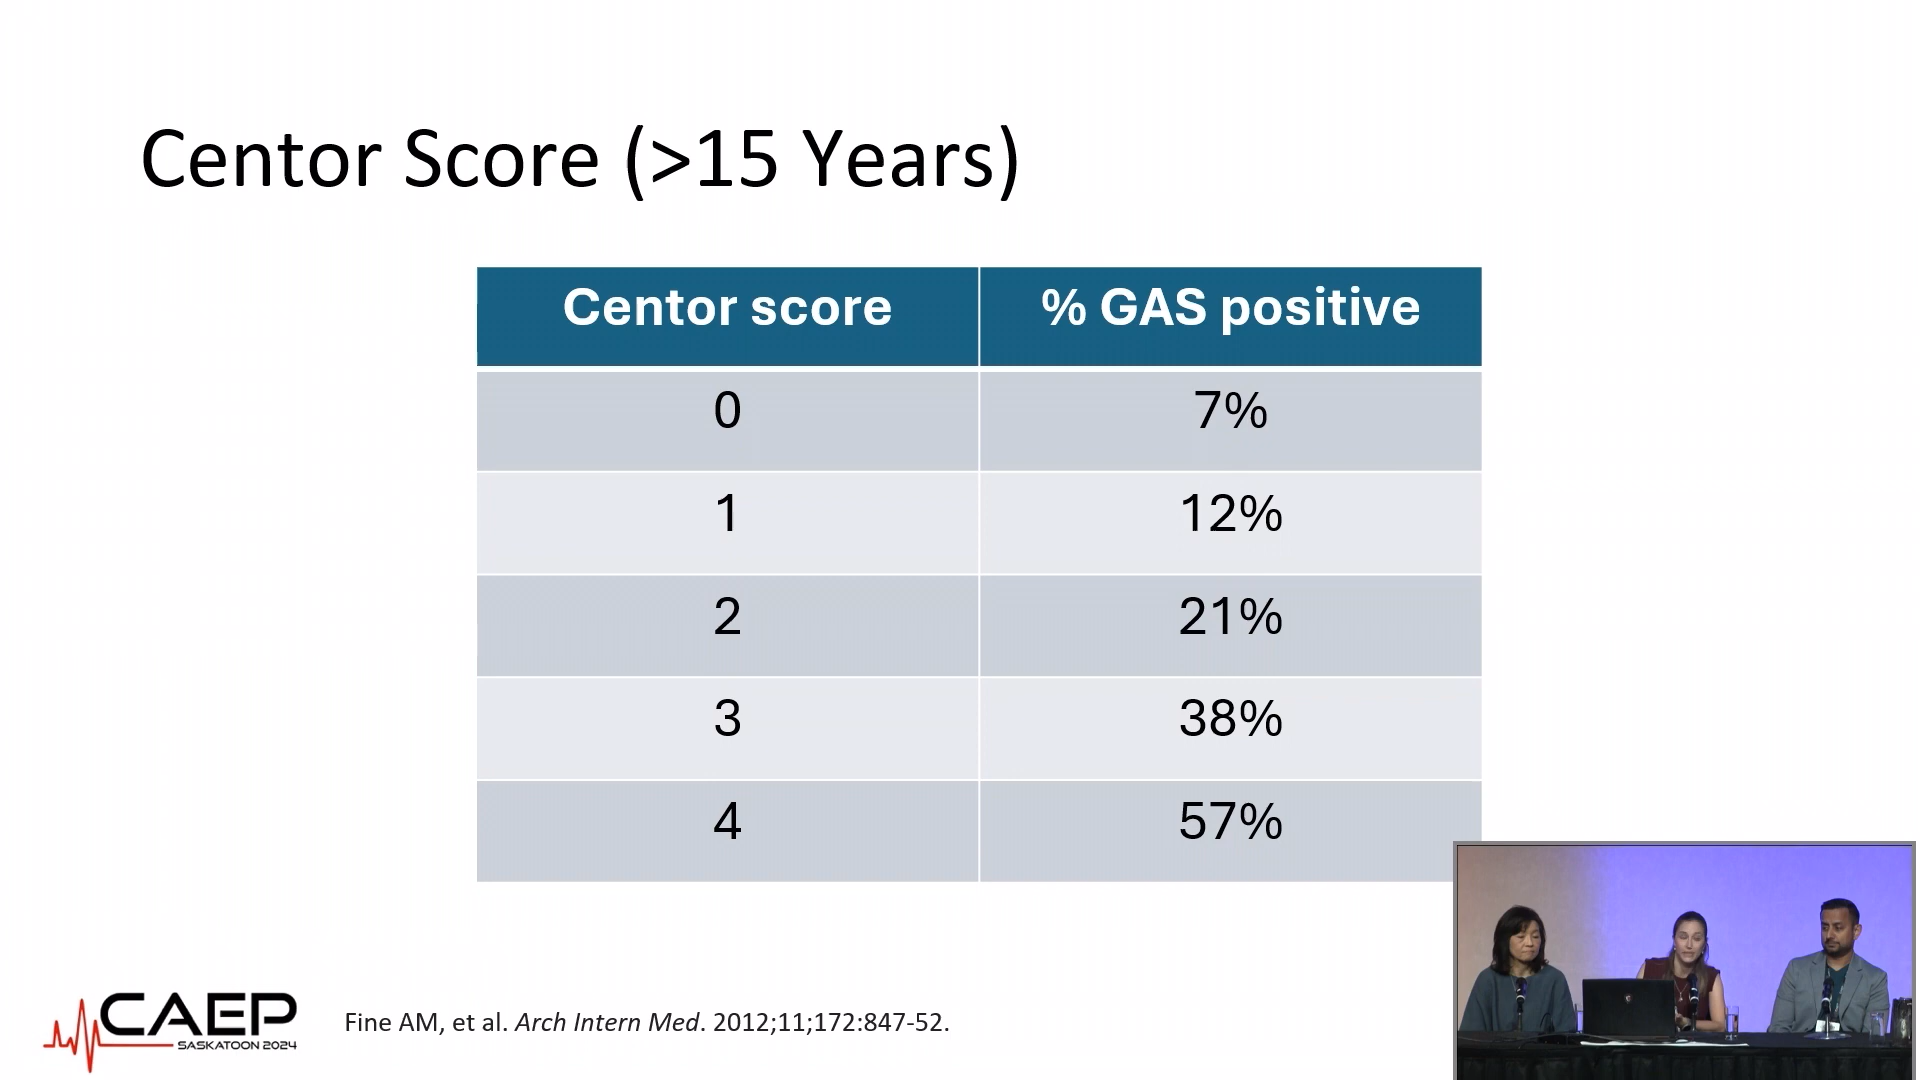 Centor Score (>15 Years)
Centor score % GAS positive
0 7%
1 12%
2 21%
3 38%
4 57%
CAEP
SASKATOON 2024
Fine AM, et al. Arch Intern Med. 2012;11;172:847-52.